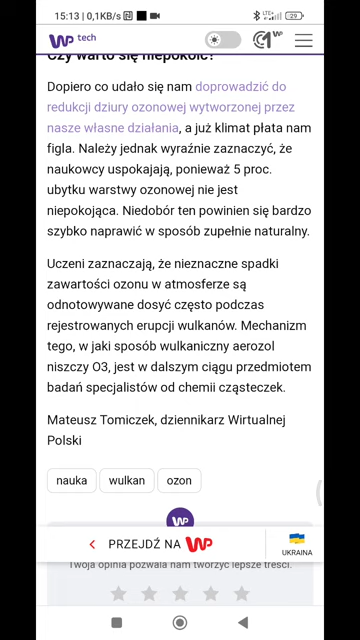 15:13 | 0,1KB/s
LTE
29
WP tech
WP
Czy warto się niepokoić?
Dopiero co udało się nam doprowadzić do
redukcji dziury ozonowej wytworzonej przez
nasze własne działania, a już klimat płata nam
figla. Należy jednak wyraźnie zaznaczyć, że
naukowcy uspokajają, ponieważ 5 proc.
ubytku warstwy ozonowej nie jest
niepokojąca. Niedobór ten powinien się bardzo
szybko naprawić w sposób zupełnie naturalny.
Uczeni zaznaczają, że nieznaczne spadki
zawartości ozonu w atmosferze są
odnotowywane dosyć często podczas
rejestrowanych erupcji wulkanów. Mechanizm
tego, w jaki sposób wulkaniczny aerozol
niszczy O3, jest w dalszym ciągu przedmiotem
badań specjalistów od chemii cząsteczek.
Mateusz Tomiczek, dziennikarz Wirtualnej
Polski
nauka wulkan ozon
WP
PRZEJDŹ NA WP
UKRAINA
Twoja opinia pozwala nam tworzyć lepsze treści.